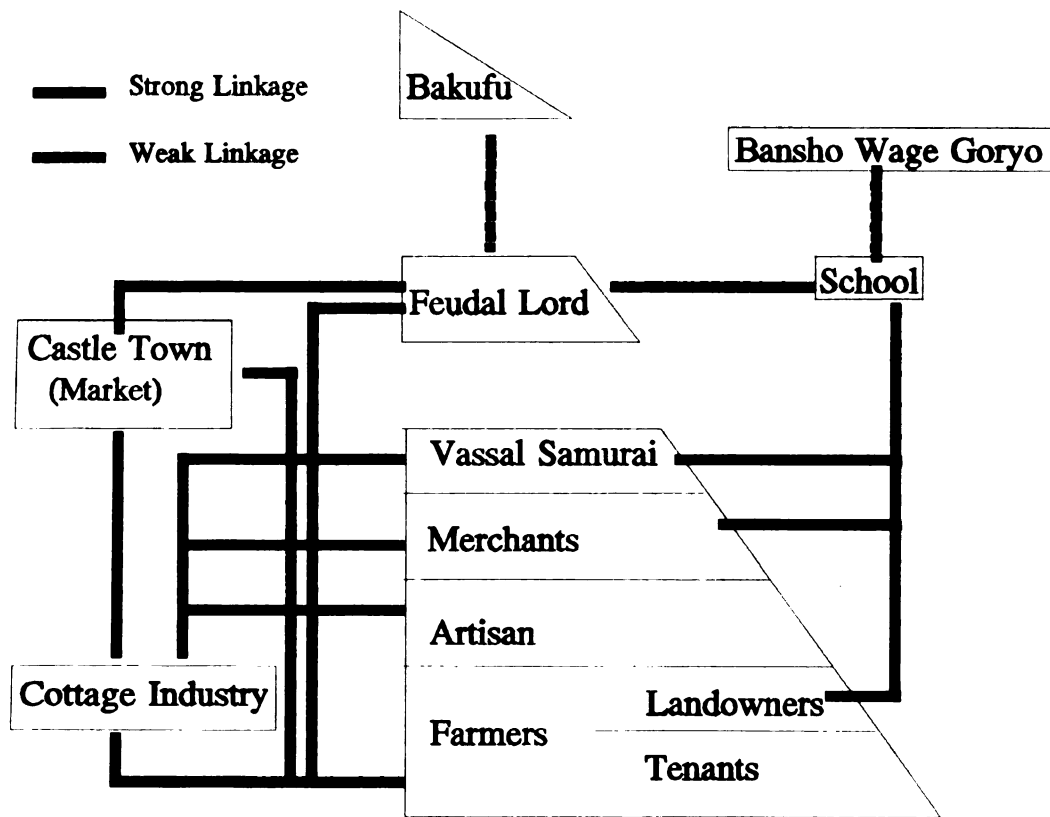 Strong Linkage
Weak Linkage
Bakufu
Bansho Wage Goryo
School
Feudal Lord
Castle Town
(Market)
Vassal Samurai
Merchants
Artisan
Cottage Industry
Farmers
Landowners
Tenants